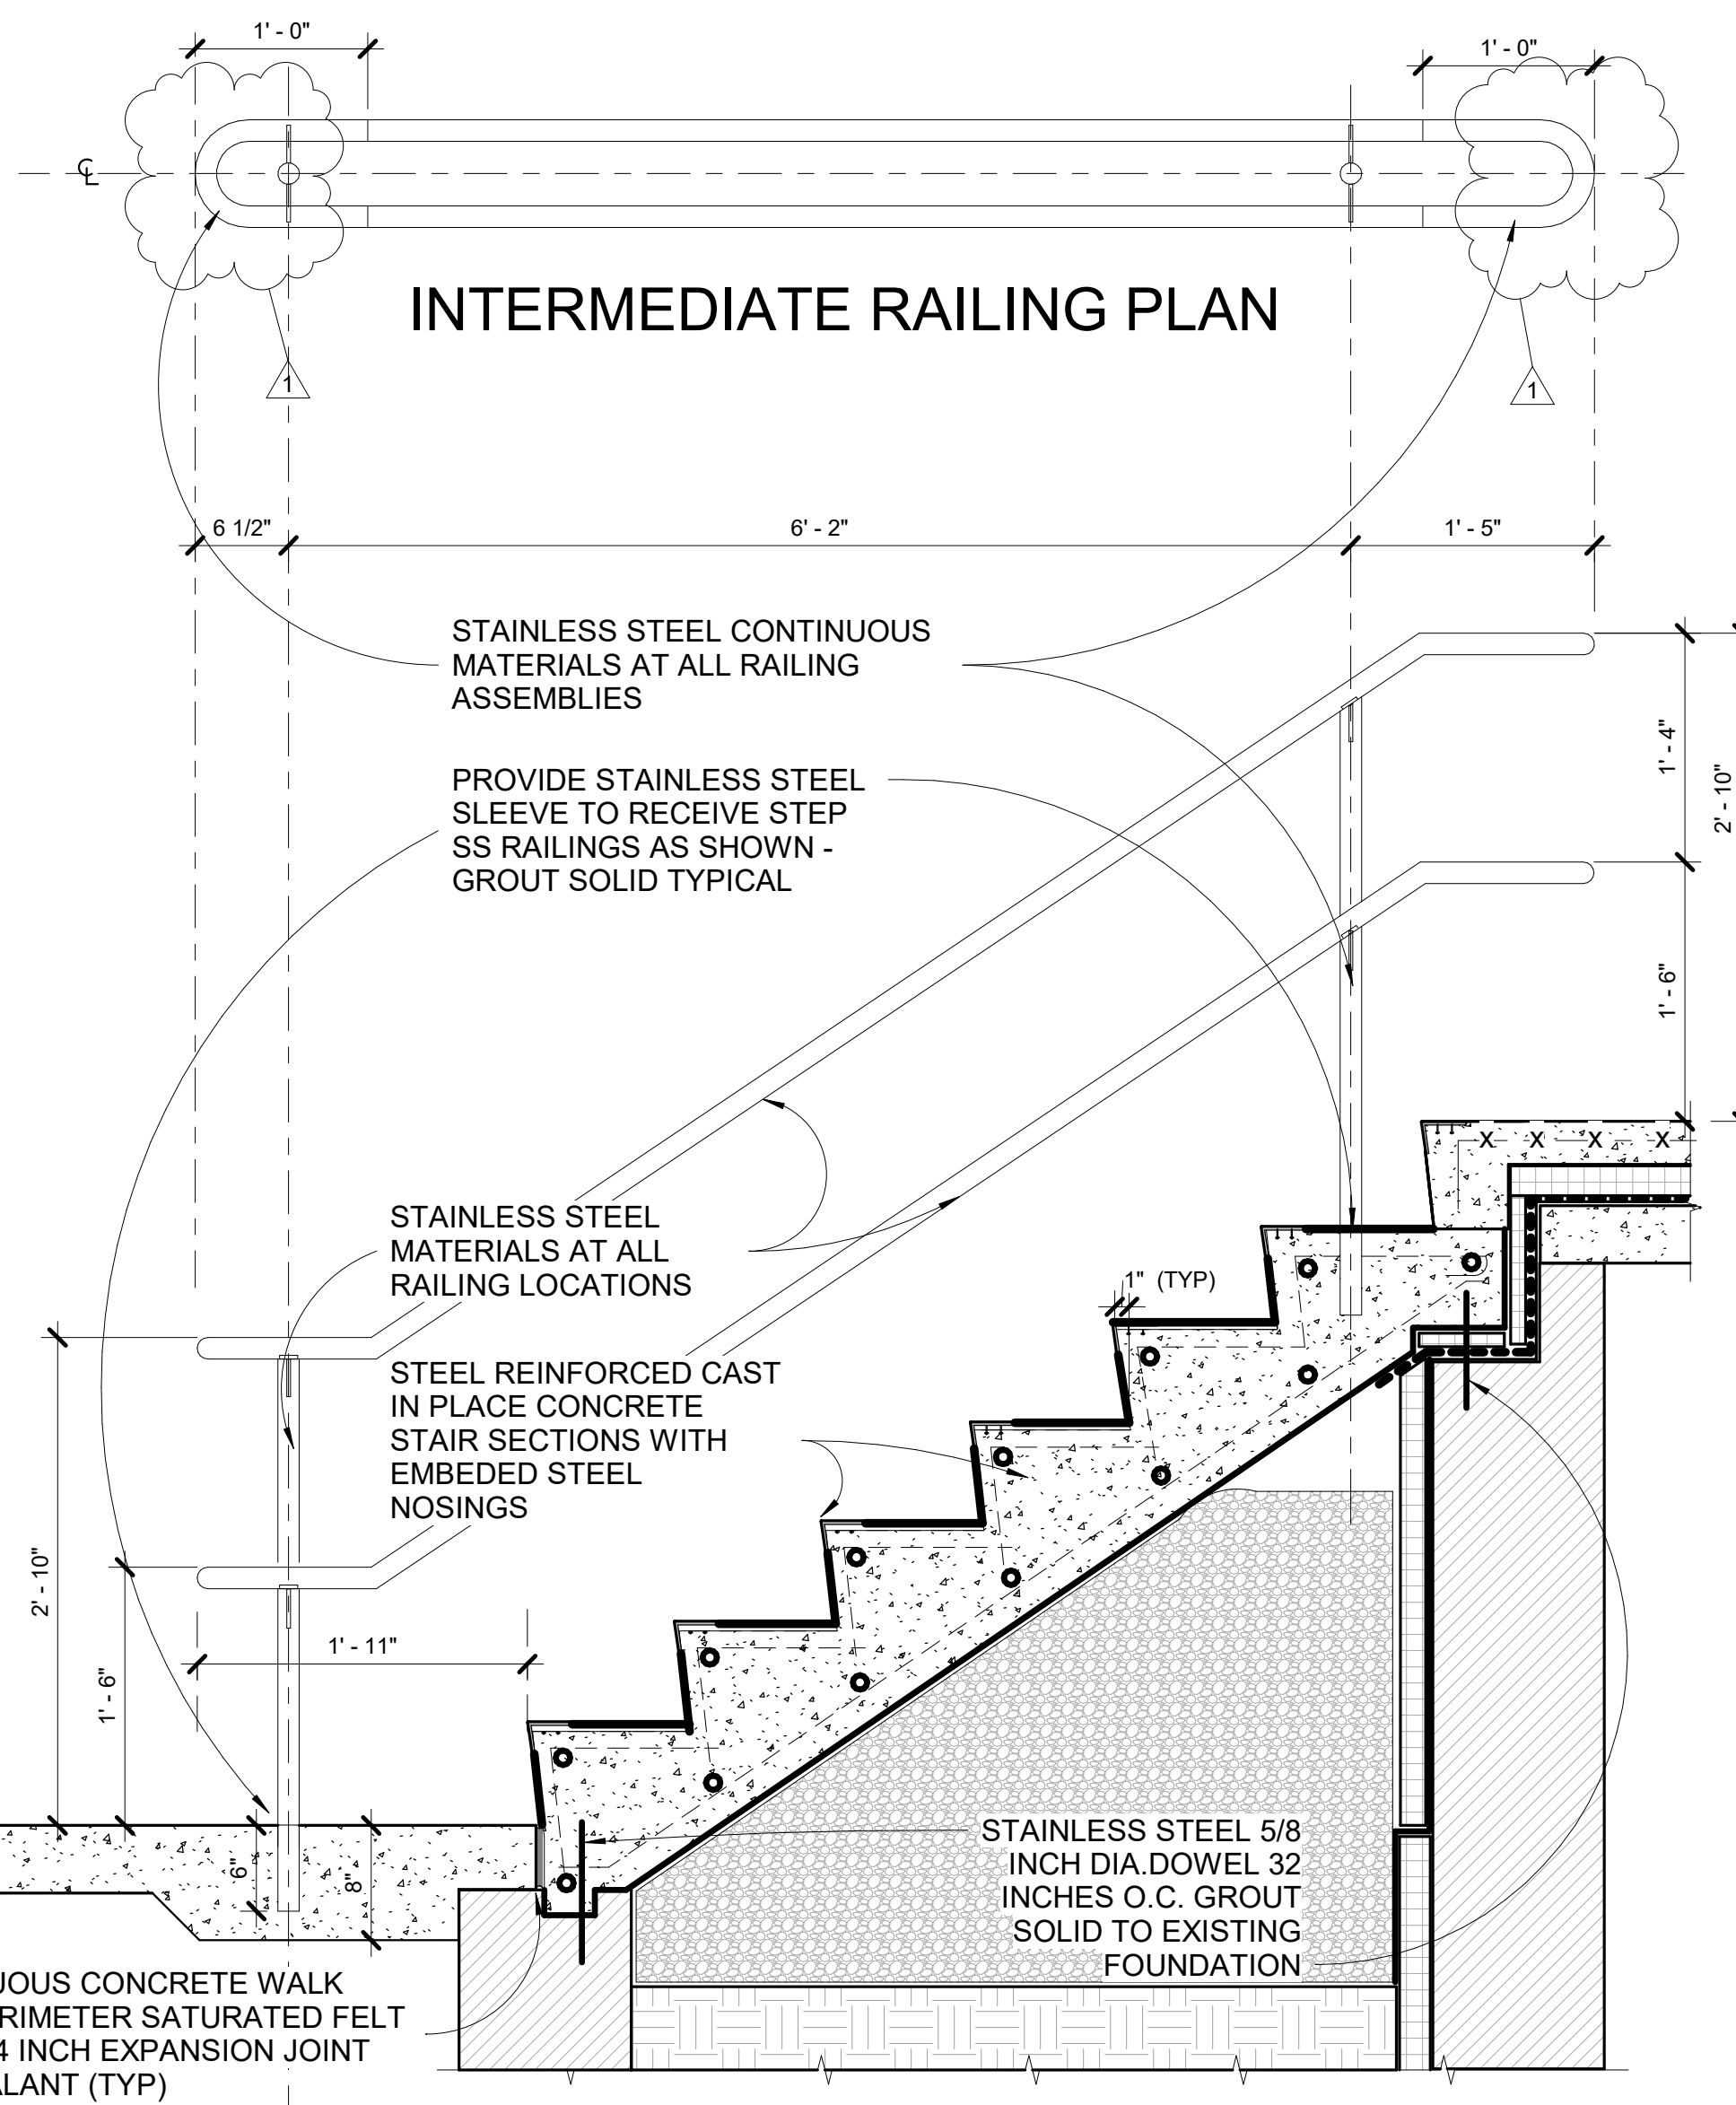 1' - 0"
1' - 0"
℄
INTERMEDIATE RAILING PLAN
1
1
6 1/2"
6' - 2"
1' - 5"
STAINLESS STEEL CONTINUOUS
MATERIALS AT ALL RAILING
ASSEMBLIES
1' - 4"
2' - 10"
PROVIDE STAINLESS STEEL
SLEEVE TO RECEIVE STEP
SS RAILINGS AS SHOWN -
GROUT SOLID TYPICAL
1' - 6"
X X X X
STAINLESS STEEL
MATERIALS AT ALL
RAILING LOCATIONS
1" (TYP)
STEEL REINFORCED CAST
IN PLACE CONCRETE
STAIR SECTIONS WITH
EMBEDED STEEL
NOSINGS
2' - 10"
1' - 6"
1' - 11"
6"
8"
STAINLESS STEEL 5/8
INCH DIA.DOWEL 32
INCHES O.C. GROUT
SOLID TO EXISTING
FOUNDATION
UOUS CONCRETE WALK
RIMETER SATURATED FELT
4 INCH EXPANSION JOINT
ALANT (TYP)